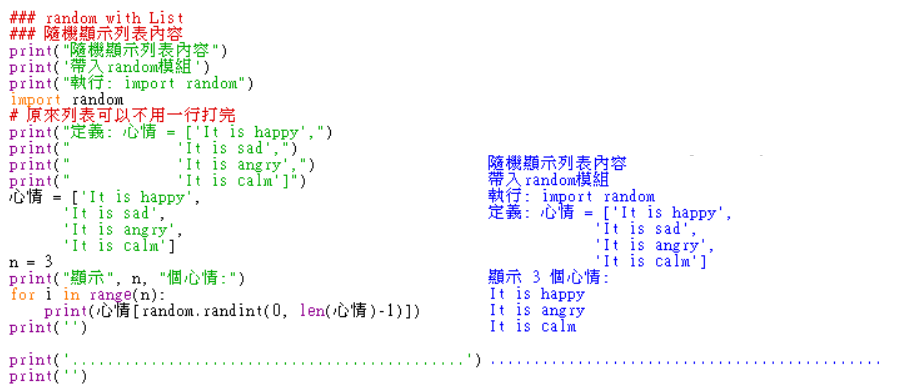 ### random with List
### 隨機顯示列表內容
print("隨機顯示列表內容")
print('帶入random模組')
print("執行: import random")
import random
# 原來列表可以不用一行打完
print("定義: 心情 = ['It is happy',")
print("            'It is sad',")
print("            'It is angry',")
print("            'It is calm']")
心情 = ['It is happy',
      'It is sad',
      'It is angry',
      'It is calm']
n = 3
print("顯示", n, "個心情:")
for i in range(n):
    print(心情[random.randint(0, len(心情)-1)])
print('')
print('.............................................')
print('')
隨機顯示列表內容
帶入random模組
執行: import random
定義: 心情 = ['It is happy',
            'It is sad',
            'It is angry',
            'It is calm']
顯示 3 個心情:
It is happy
It is angry
It is calm
.............................................